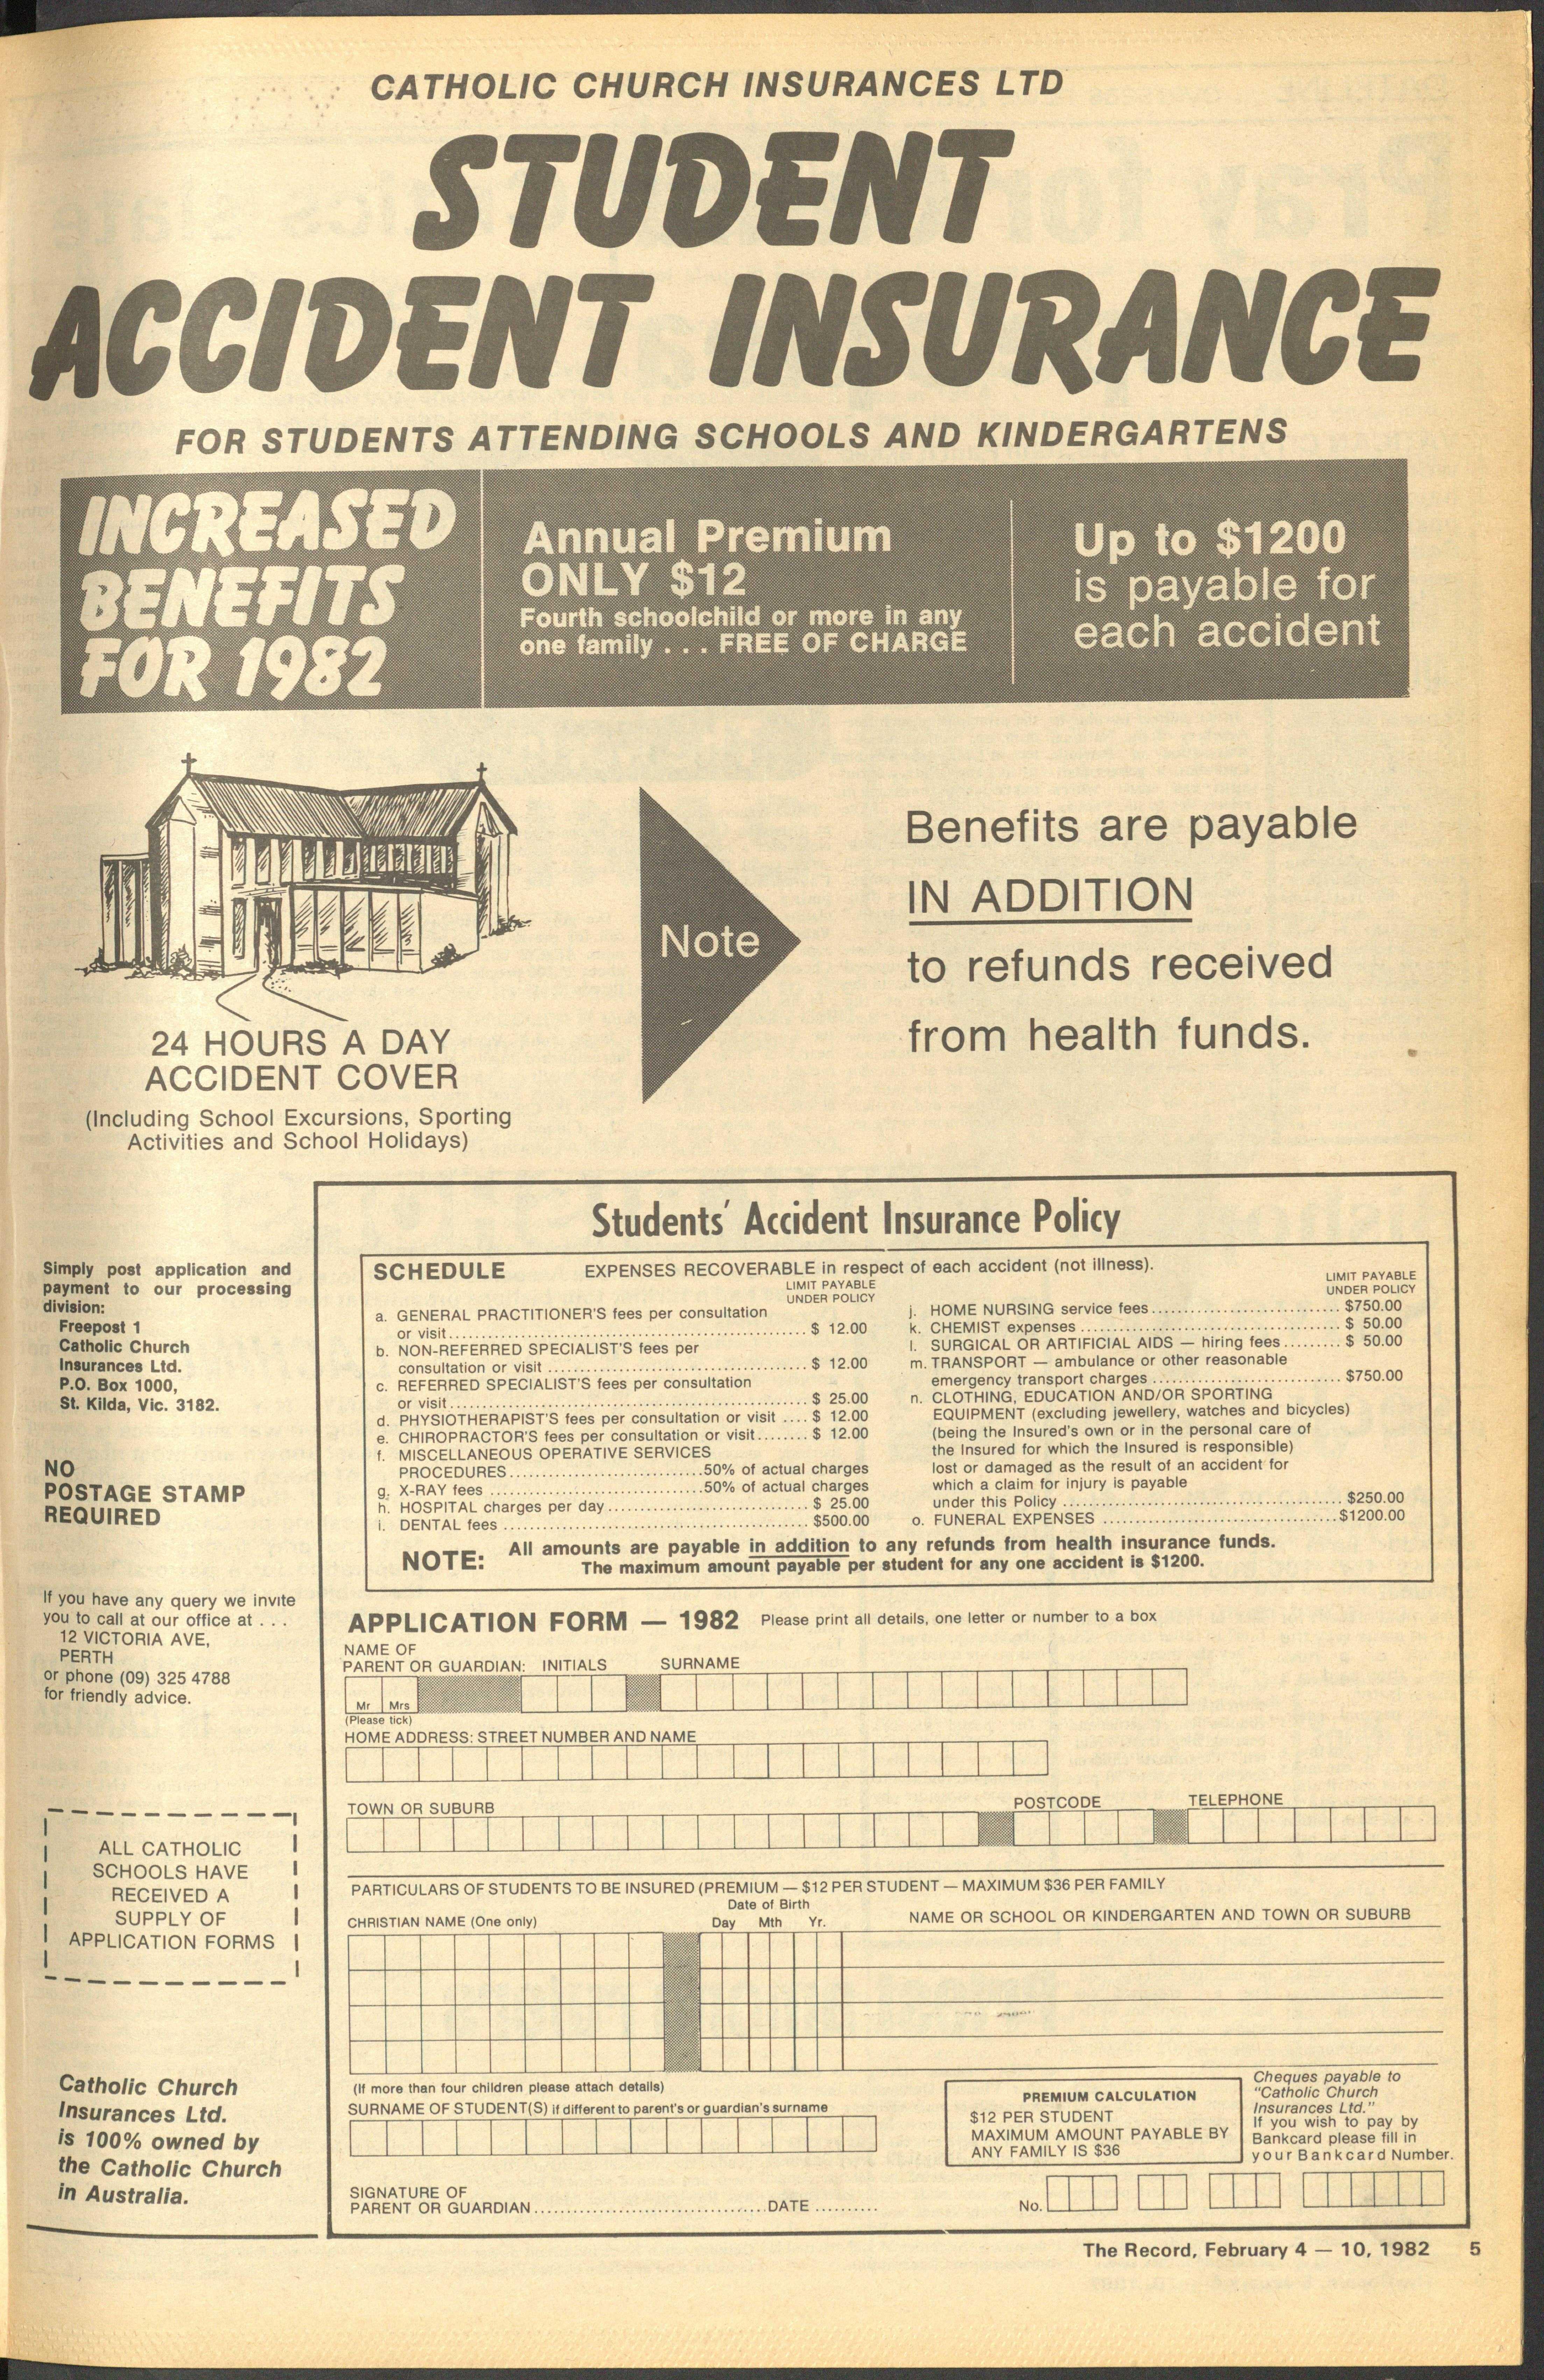 CATHOLIC CHURCH INSURANCES LTD
STUDENT
ACCIDENT INSURANCE
FOR STUDENTS ATTENDING SCHOOLS AND KINDERGARTENS
INCREASED
BENEFITS
FOR 1982
Annual Premium
ONLY $12
Fourth schoolchild or more in any
one family . . . FREE OF CHARGE
Up to $1200
is payable for
each accident
24 HOURS A DAY
ACCIDENT COVER
(Including School Excursions, Sporting
Activities and School Holidays)
Note
Benefits are payable
IN ADDITION
to refunds received
from health funds.
Simply post application and
payment to our processing
division:
Freepost 1
Catholic Church
Insurances Ltd.
P.O. Box 1000,
St. Kilda, Vic. 3182.
NO
POSTAGE STAMP
REQUIRED
If you have any query we invite
you to call at our office at . . .
12 VICTORIA AVE,
PERTH
or phone (09) 325 4788
for friendly advice.
ALL CATHOLIC
SCHOOLS HAVE
RECEIVED A
SUPPLY OF
APPLICATION FORMS
Catholic Church
Insurances Ltd.
is 100% owned by
the Catholic Church
in Australia.
Students' Accident Insurance Policy
SCHEDULE EXPENSES RECOVERABLE in respect of each accident (not illness).
LIMIT PAYABLE
UNDER POLICY
a. GENERAL PRACTITIONER'S fees per consultation
or visit........ $ 12.00
b. NON-REFERRED SPECIALIST'S fees per
consultation or visit ........ $ 12.00
c. REFERRED SPECIALIST'S fees per consultation
or visit........ $ 25.00
d. PHYSIOTHERAPIST'S fees per consultation or visit .... $ 12.00
e. CHIROPRACTOR'S fees per consultation or visit........ $ 12.00
f. MISCELLANEOUS OPERATIVE SERVICES
PROCEDURES........50% of actual charges
g. X-RAY fees ........50% of actual charges
h. HOSPITAL charges per day........ $ 25.00
i. DENTAL fees ........ $500.00
LIMIT PAYABLE
UNDER POLICY
j. HOME NURSING service fees........ $750.00
k. CHEMIST expenses ........ $ 50.00
l. SURGICAL OR ARTIFICIAL AIDS — hiring fees......... $ 50.00
m. TRANSPORT — ambulance or other reasonable
emergency transport charges ........ $750.00
n. CLOTHING, EDUCATION AND/OR SPORTING
EQUIPMENT (excluding jewellery, watches and bicycles)
(being the Insured's own or in the personal care of
the Insured for which the Insured is responsible)
lost or damaged as the result of an accident for
which a claim for injury is payable
under this Policy ........ $250.00
o. FUNERAL EXPENSES ........$1200.00
NOTE: All amounts are payable in addition to any refunds from health insurance funds.
The maximum amount payable per student for any one accident is $1200.
APPLICATION FORM — 1982 Please print all details, one letter or number to a box
NAME OF
PARENT OR GUARDIAN: INITIALS SURNAME
Mr Mrs
(Please tick)
HOME ADDRESS: STREET NUMBER AND NAME
TOWN OR SUBURB POSTCODE TELEPHONE
PARTICULARS OF STUDENTS TO BE INSURED (PREMIUM — $12 PER STUDENT — MAXIMUM $36 PER FAMILY
Date of Birth
CHRISTIAN NAME (One only) Day Mth Yr. NAME OR SCHOOL OR KINDERGARTEN AND TOWN OR SUBURB
(If more than four children please attach details)
SURNAME OF STUDENT(S) if different to parent's or guardian's surname
PREMIUM CALCULATION
$12 PER STUDENT
MAXIMUM AMOUNT PAYABLE BY
ANY FAMILY IS $36
Cheques payable to
"Catholic Church
Insurances Ltd."
If you wish to pay by
Bankcard please fill in
your Bankcard Number.
SIGNATURE OF
PARENT OR GUARDIAN........DATE ..........
No.
The Record, February 4 — 10, 1982 5